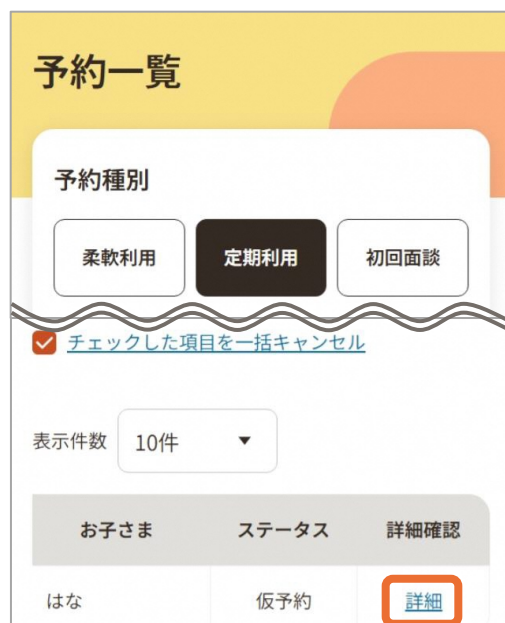 予約一覧
予約種別
柔軟利用 定期利用 初回面談
チェックした項目を一括キャンセル
表示件数 10件
お子さま ステータス 詳細確認
はな 仮予約 詳細